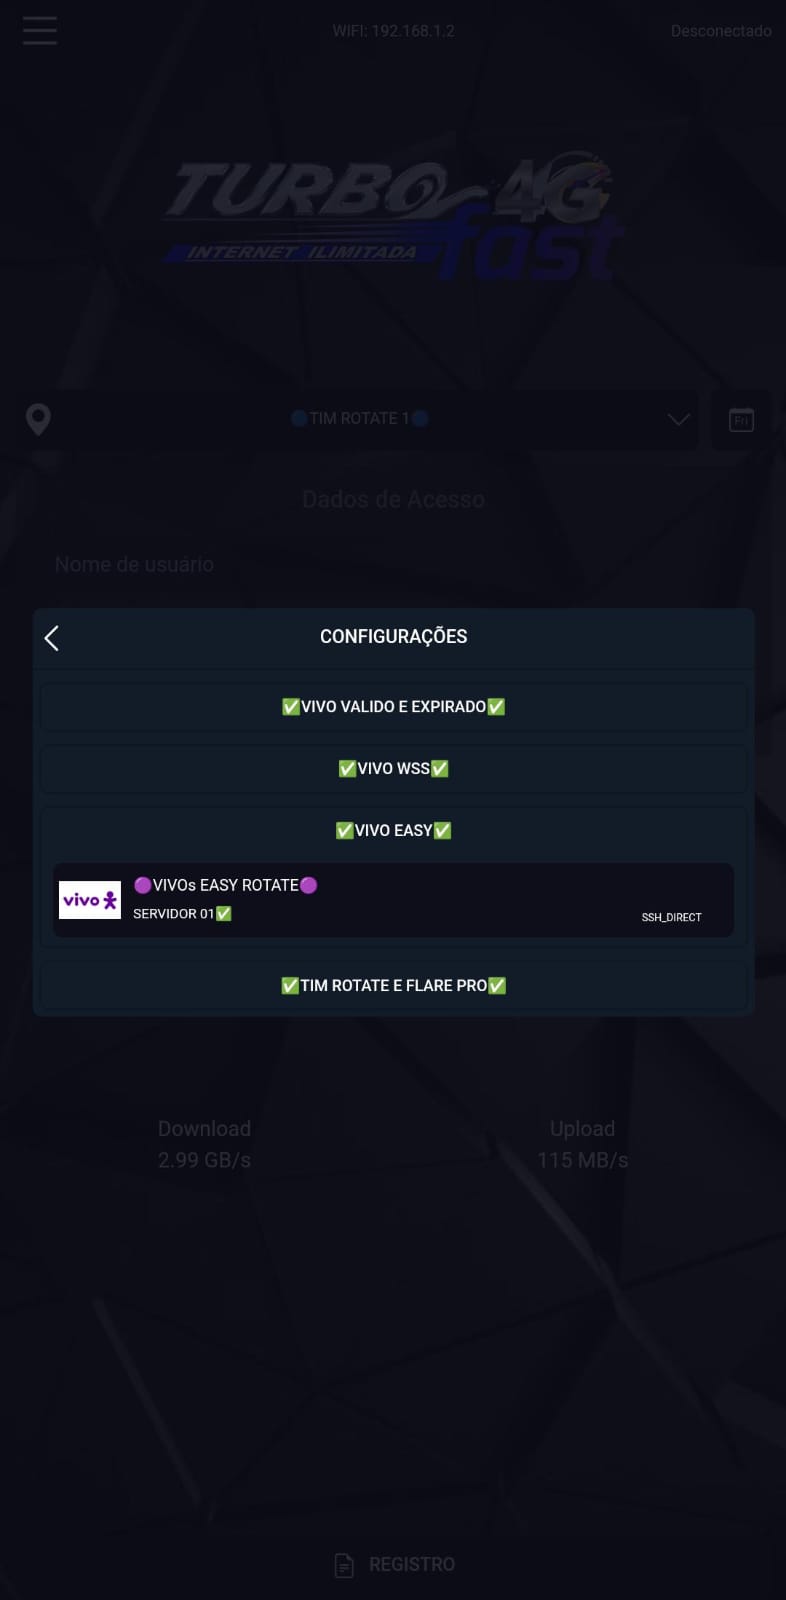 WIFI: 192.168.1.2
Desconectado
TURBO 4G
INTERNET ILIMITADA
fast
🔵TIM ROTATE 1🔵
Fri
Dados de Acesso
Nome de usuário
CONFIGURAÇÕES
✅VIVO VALIDO E EXPIRADO✅
✅VIVO WSS✅
✅VIVO EASY✅
vivo
🟣VIVOs EASY ROTATE🟣
SERVIDOR 01✅
SSH_DIRECT
✅TIM ROTATE E FLARE PRO✅
Download
Upload
2.99 GB/s
115 MB/s
REGISTRO